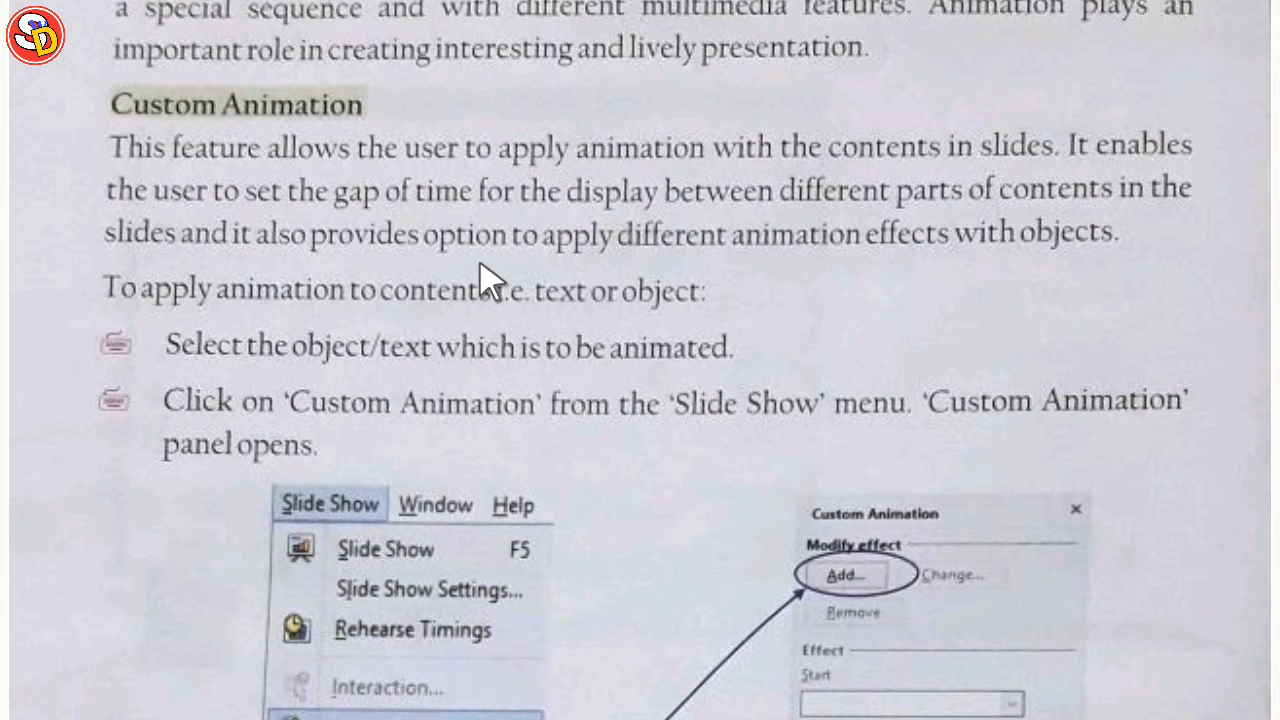 SD
a special sequence and with different multimedia features. Animation plays an
important role in creating interesting and lively presentation.
Custom Animation
This feature allows the user to apply animation with the contents in slides. It enables
the user to set the gap of time for the display between different parts of contents in the
slides and it also provides option to apply different animation effects with objects.
To apply animation to contents i.e. text or object:
Select the object/text which is to be animated.
Click on ‘Custom Animation’ from the ‘Slide Show’ menu. ‘Custom Animation’
panel opens.
Slide Show Window Help
Slide Show F5
Slide Show Settings...
Rehearse Timings
Interaction...
Custom Animation
Modify effect
Add... Change...
Remove
Effect
Start